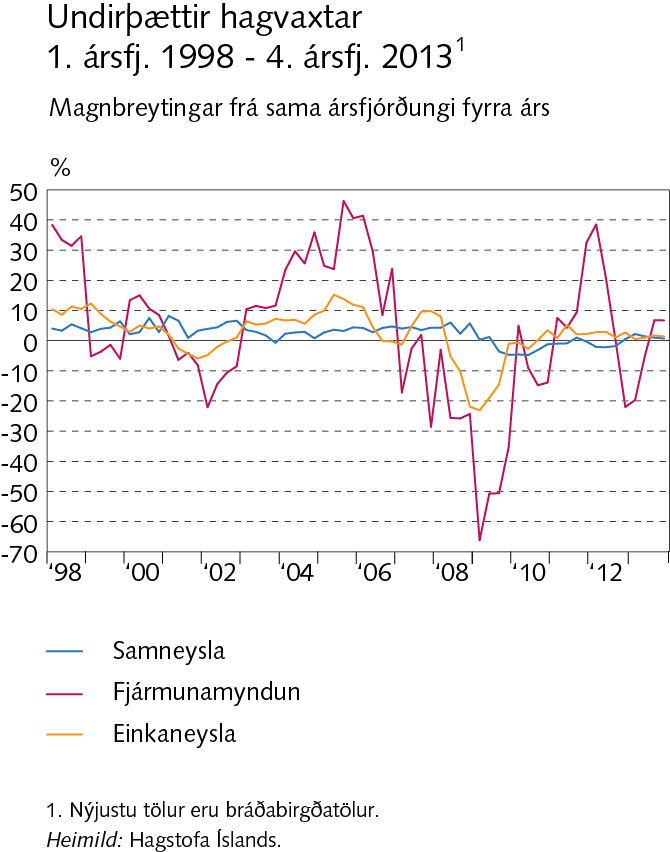 Undirþættir hagvaxtar
1. ársfj. 1998 - 4. ársfj. 2013¹
Magnbreytingar frá sama ársfjórðungi fyrra árs
%
50
40
30
20
10
0
-10
-20
-30
-40
-50
-60
-70
‘98 ‘00 ‘02 ‘04 ‘06 ‘08 ‘10 ‘12
Samneysla
Fjármunamyndun
Einkaneysla
1. Nýjustu tölur eru bráðabirgðatölur.
Heimild: Hagstofa Íslands.